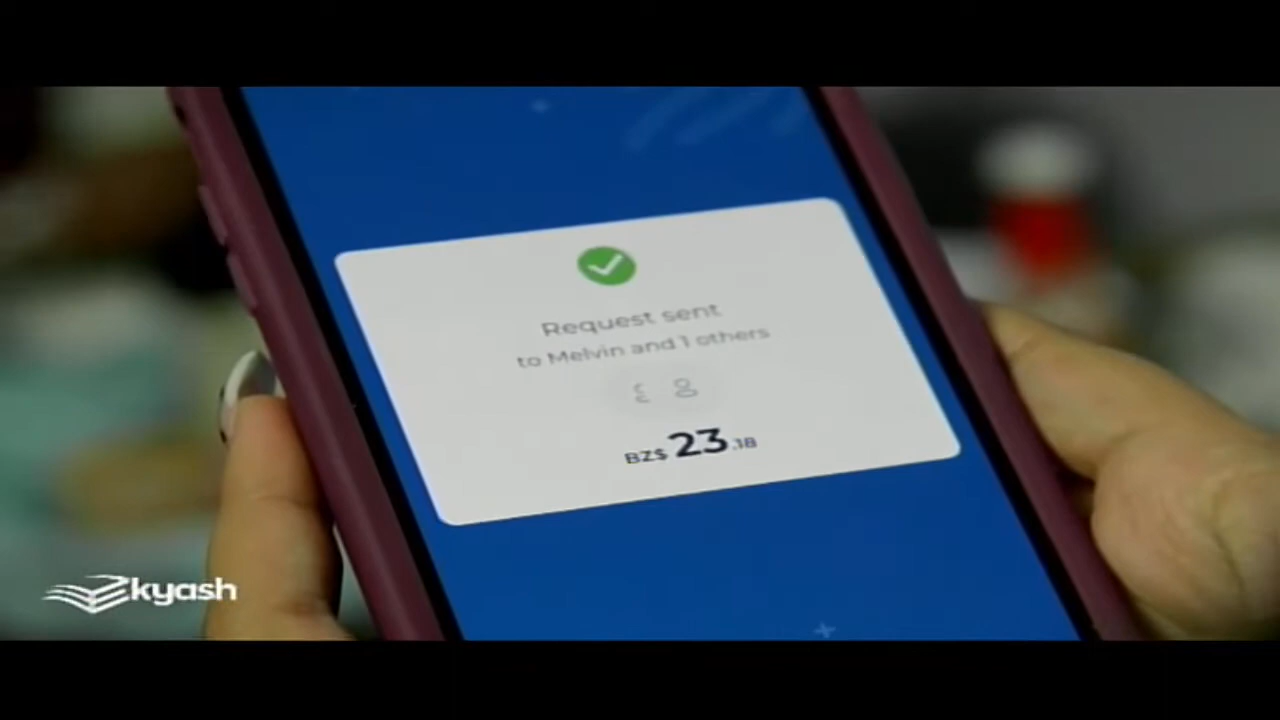 Request sent
to Melvin and 1 others
BZ$ 23.18
kyash